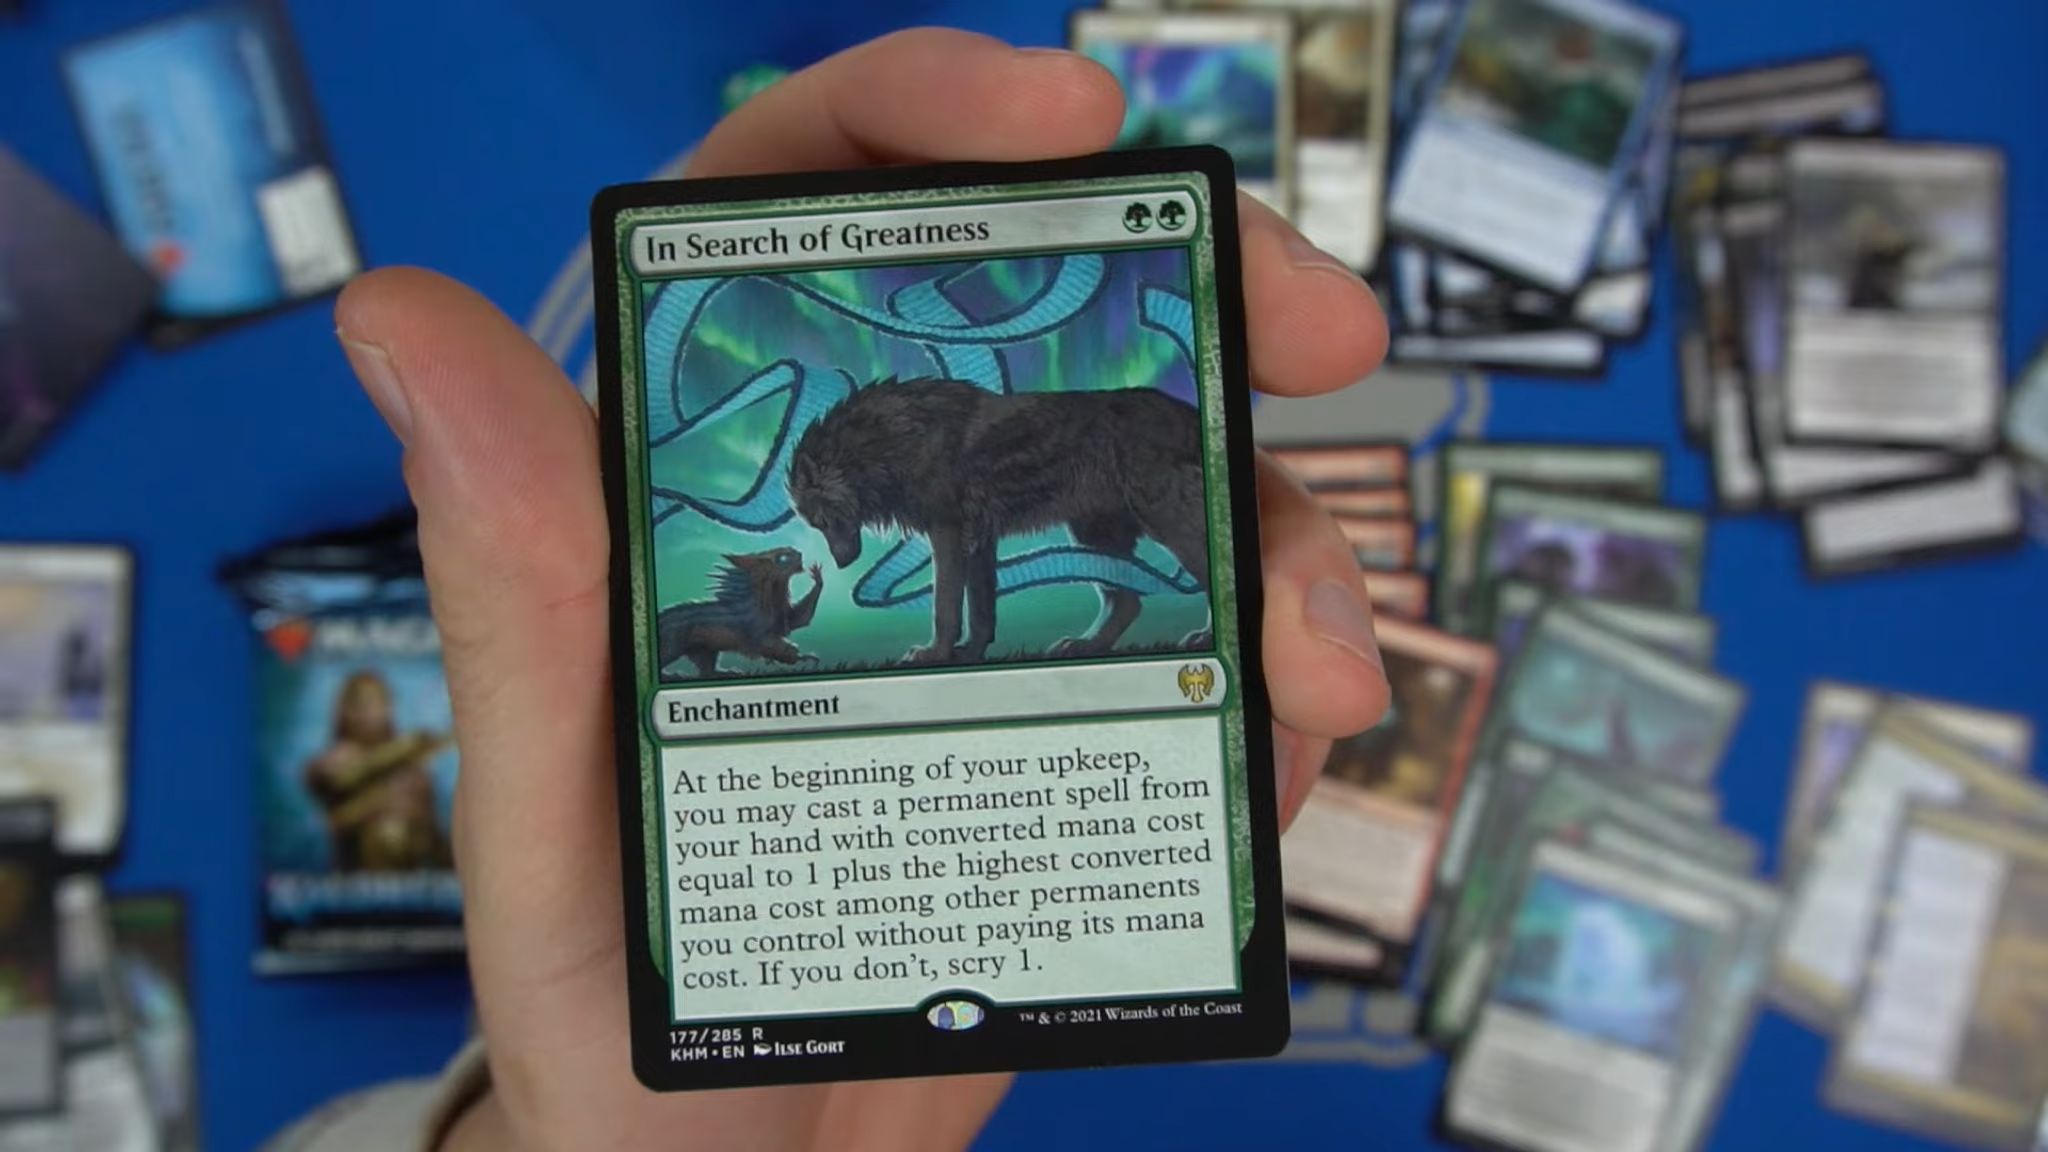 In Search of Greatness
Enchantment
At the beginning of your upkeep,
you may cast a permanent spell from
your hand with converted mana cost
equal to 1 plus the highest converted
mana cost among other permanents
you control without paying its mana
cost. If you don't, scry 1.
177/285 R
KHM • EN ILSE GORT
™ & © 2021 Wizards of the Coast